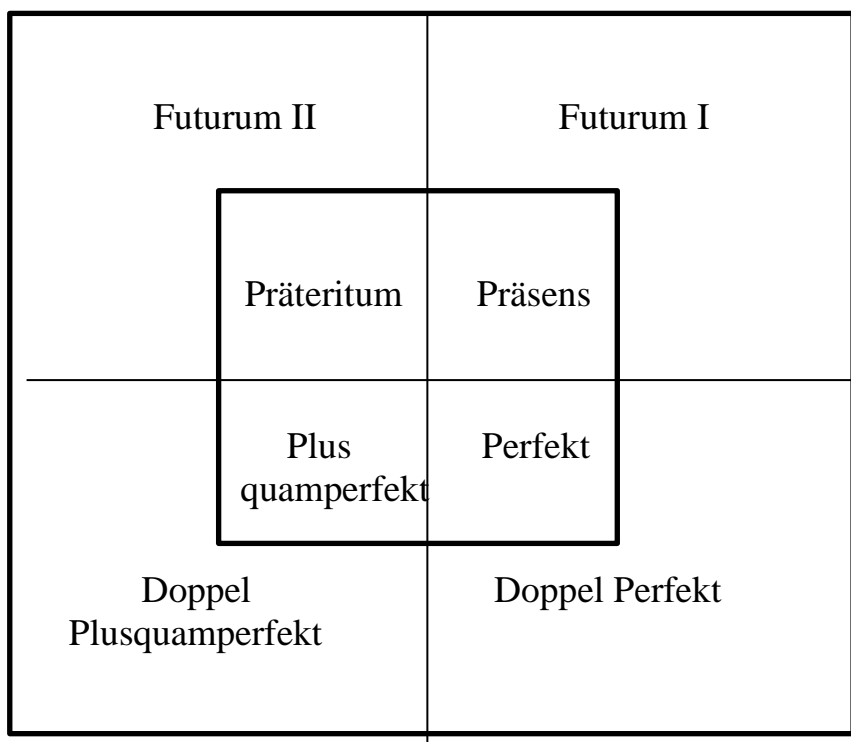 Futurum II
Futurum I
Präteritum
Präsens
Plus
quamperfekt
Perfekt
Doppel
Plusquamperfekt
Doppel Perfekt